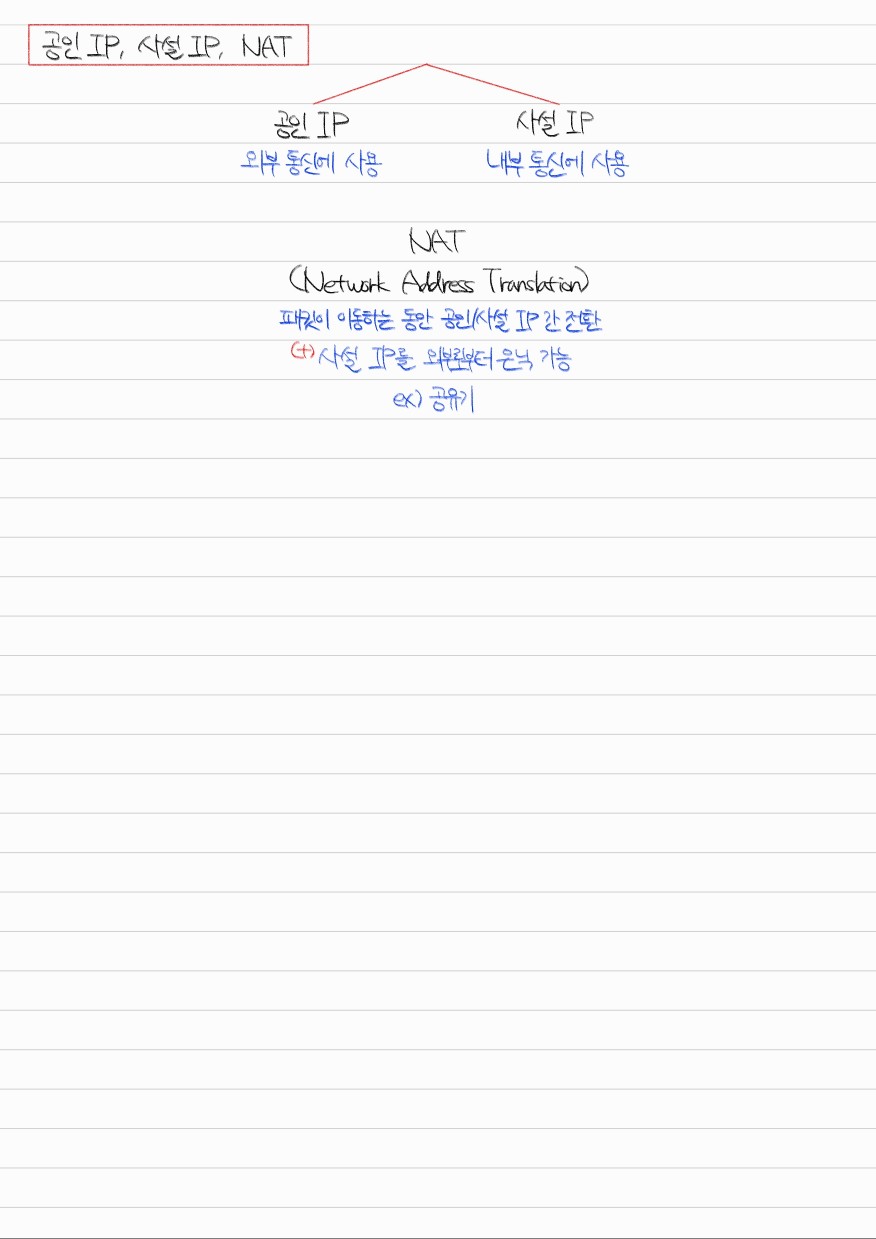 공인 IP, 사설 IP, NAT
공인 IP 사설 IP
외부 통신에 사용 내부 통신에 사용
NAT
(Network Address Translation)
패킷이 이동하는 동안 공인/사설 IP 간 전환
(+) 사설 IP를 외부로부터 은닉 가능
ex) 공유기